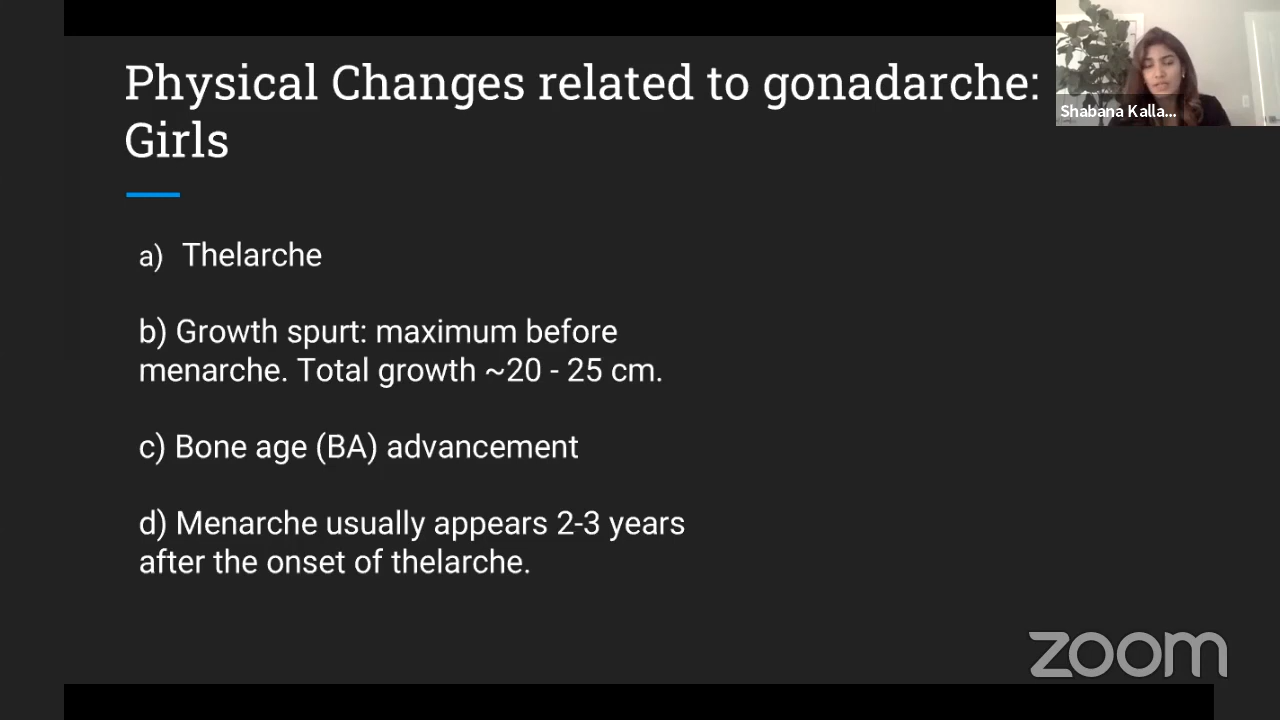 Physical Changes related to gonadarche:
Girls
Shabana Kalla...
a) Thelarche
b) Growth spurt: maximum before
menarche. Total growth ~20 - 25 cm.
c) Bone age (BA) advancement
d) Menarche usually appears 2-3 years
after the onset of thelarche.
zoom